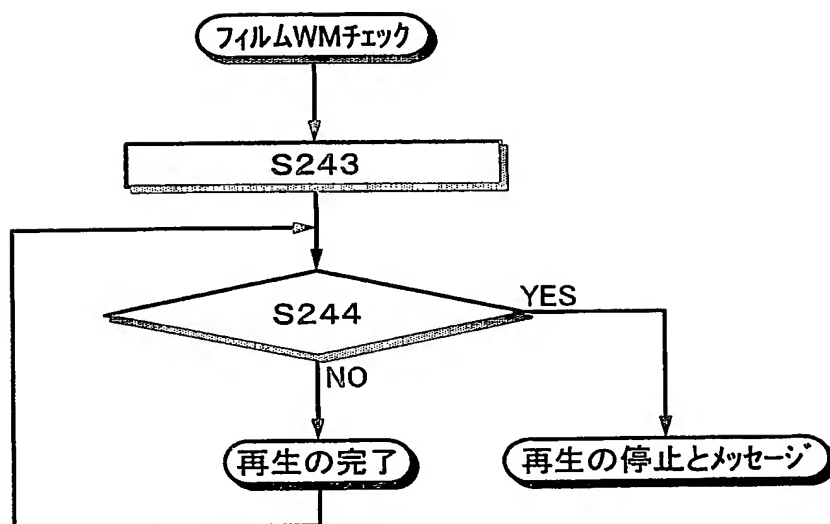 フィルムWMチェック
S243
S244
YES
NO
再生の完了
再生の停止とメッセージ